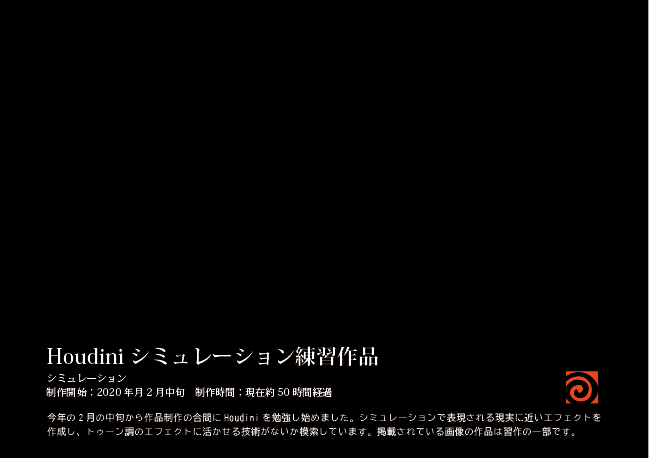 Houdini シミュレーション練習作品
シミュレーション
制作開始：2020 年月 2 月中旬　制作時間：現在約 50 時間経過
今年の 2 月の中旬から作品制作の合間に Houdini を勉強し始めました。シミュレーションで表現される現実に近いエフェクトを
作成し、トゥーン調のエフェクトに活かせる技術がないか模索しています。掲載されている画像の作品は習作の一部です。